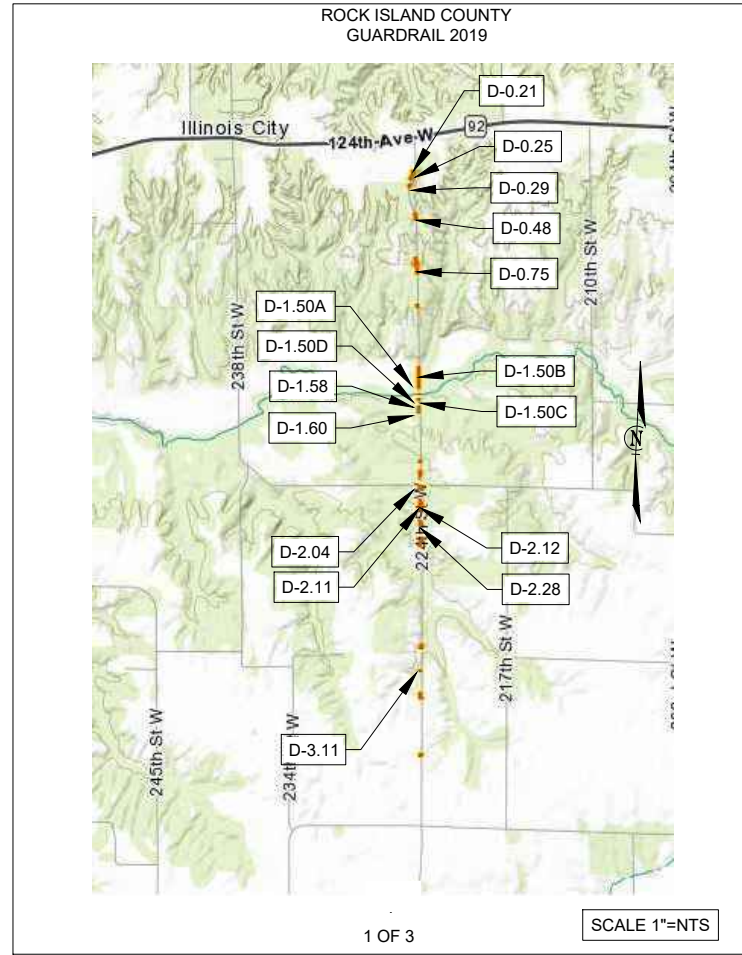 ROCK ISLAND COUNTY
GUARDRAIL 2019
D-0.21
Illinois City
124th-Ave-W
92
D-0.25
D-0.29
D-0.48
210th St W
D-0.75
D-1.50A
D-1.50D
238th St W
D-1.58
D-1.50B
D-1.60
D-1.50C
N
D-2.04
D-2.11
D-2.12
D-2.28
217th St W
D-3.11
245th St W
1 OF 3
SCALE 1"=NTS